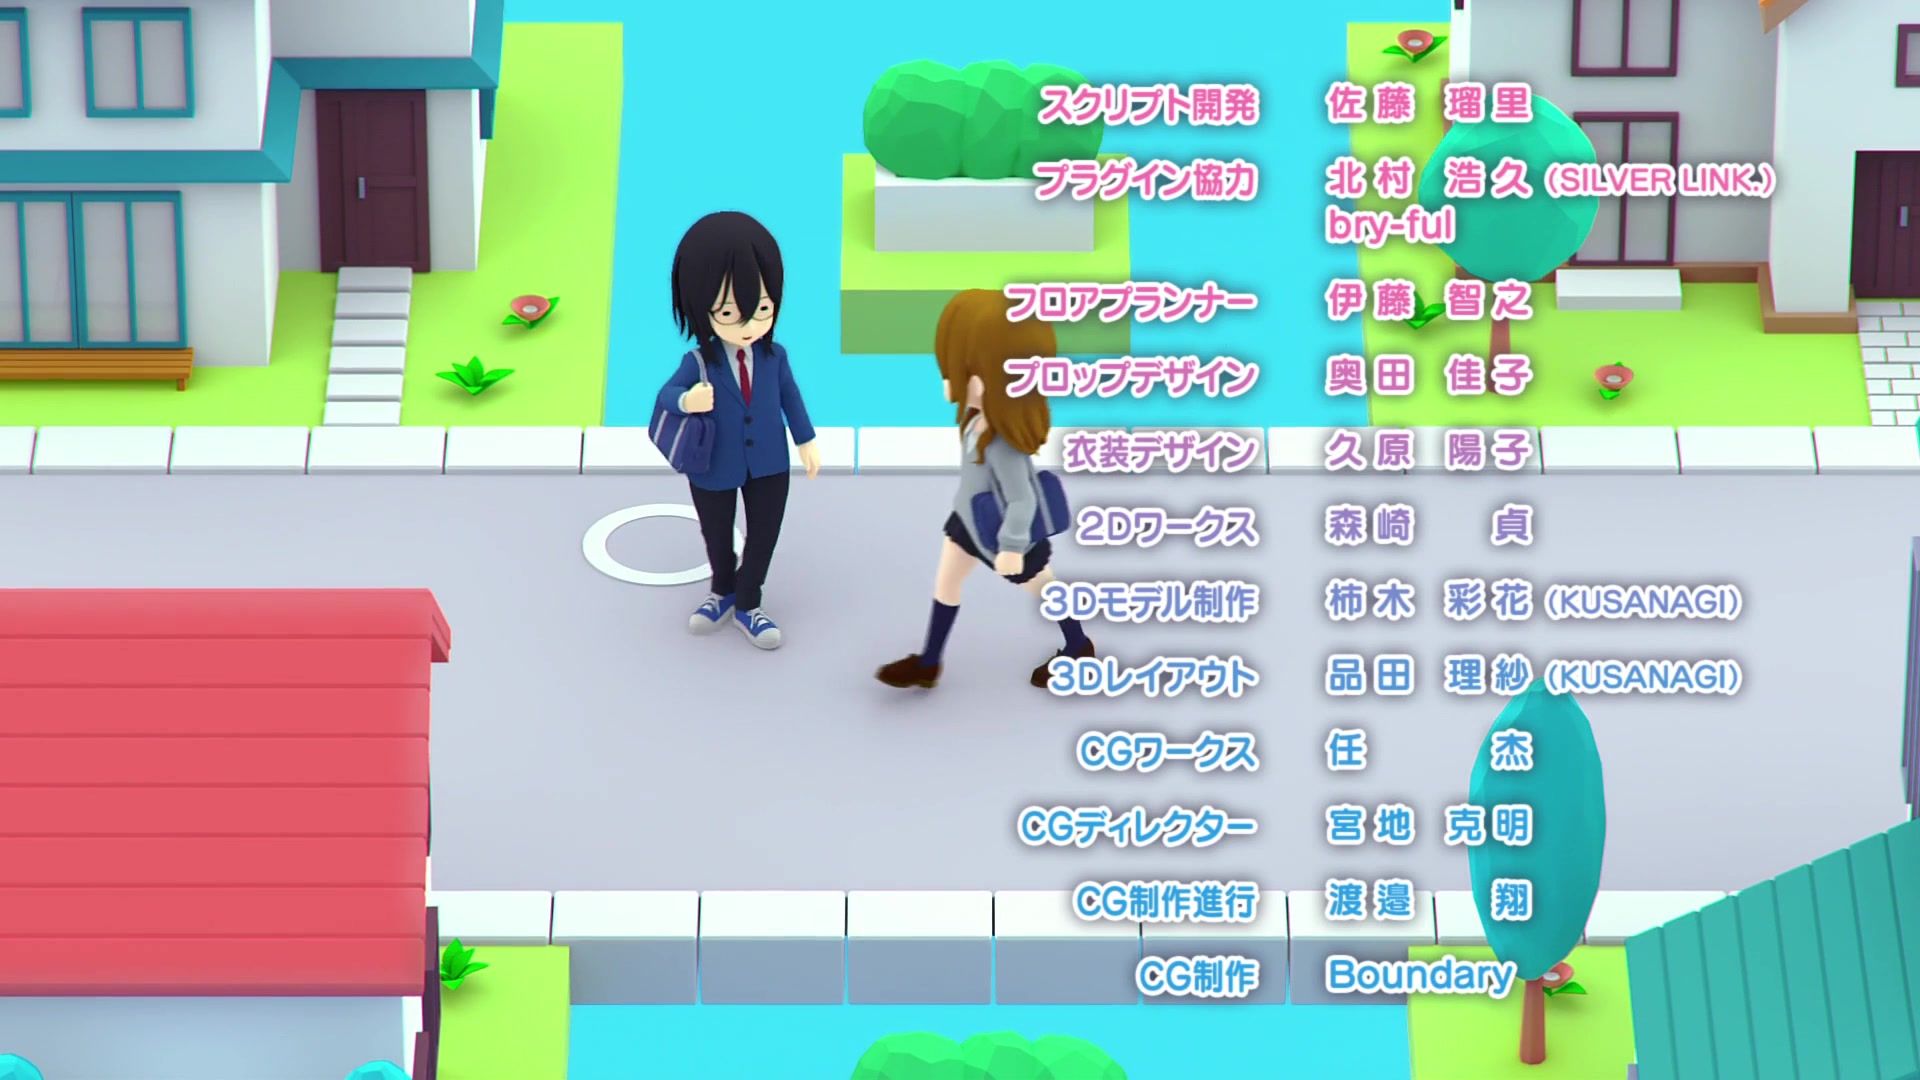 スクリプト開発 佐藤 瑠里
プラグイン協力 北村 浩久 (SILVER LINK.)
bry-ful
フロアプランナー 伊藤 智之
プロップデザイン 奥田 佳子
衣装デザイン 久原 陽子
2Dワークス 森崎 貞
3Dモデル制作 柿木 彩花 (KUSANAGI)
3Dレイアウト 品田 理紗 (KUSANAGI)
CGワークス 任 杰
CGディレクター 宮地 克明
CG制作進行 渡邉 翔
CG制作 Boundary